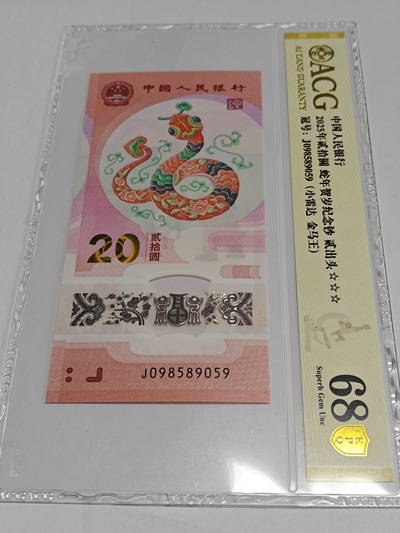 中国人民银行
20
贰拾圆
J098589059
ACG
AI CANG GUARANTY
中国人民银行
2025年贰拾圆 蛇年贺岁纪念钞 贰出头☆☆☆
冠号: J098589059 (小雷达 金马王)
68
EPQ
Superb Gem Unc